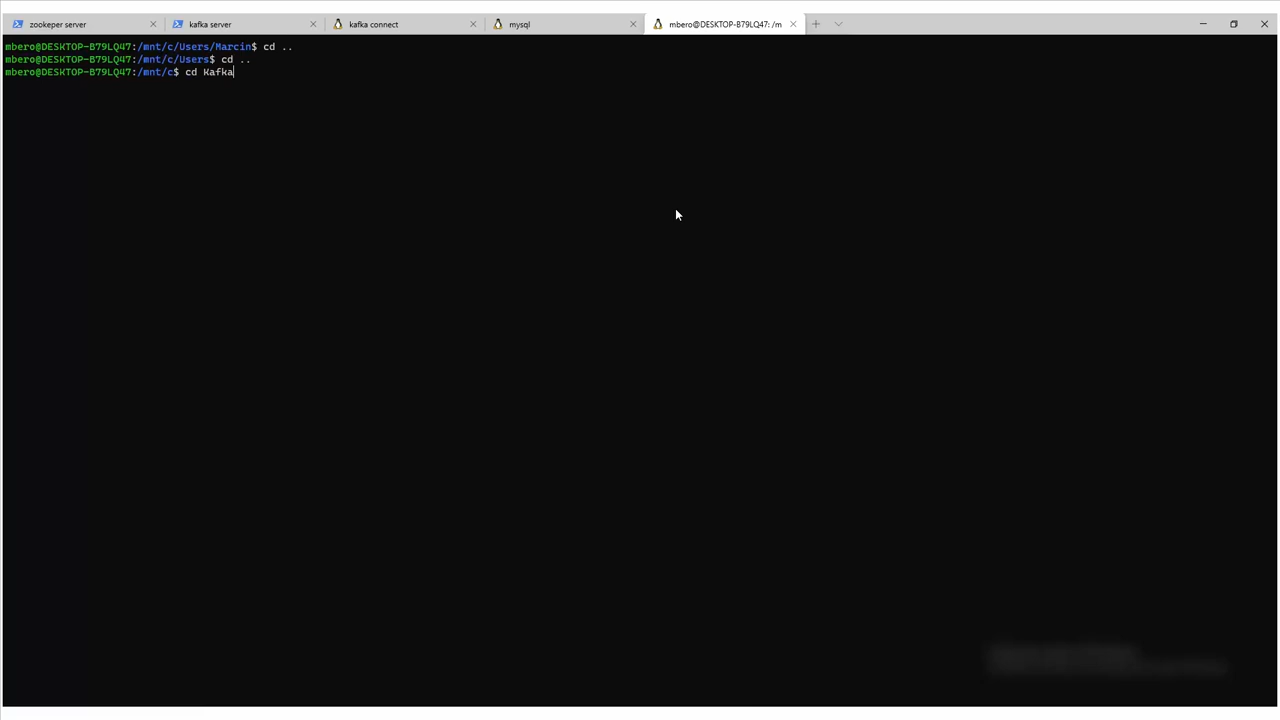 zookeper server
kafka server
kafka connect
mysql
mbero@DESKTOP-B79LQ47: /m
mbero@DESKTOP-B79LQ47:/mnt/c/Users/Marcin$ cd ..
mbero@DESKTOP-B79LQ47:/mnt/c/Users$ cd ..
mbero@DESKTOP-B79LQ47:/mnt/c$ cd Kafka